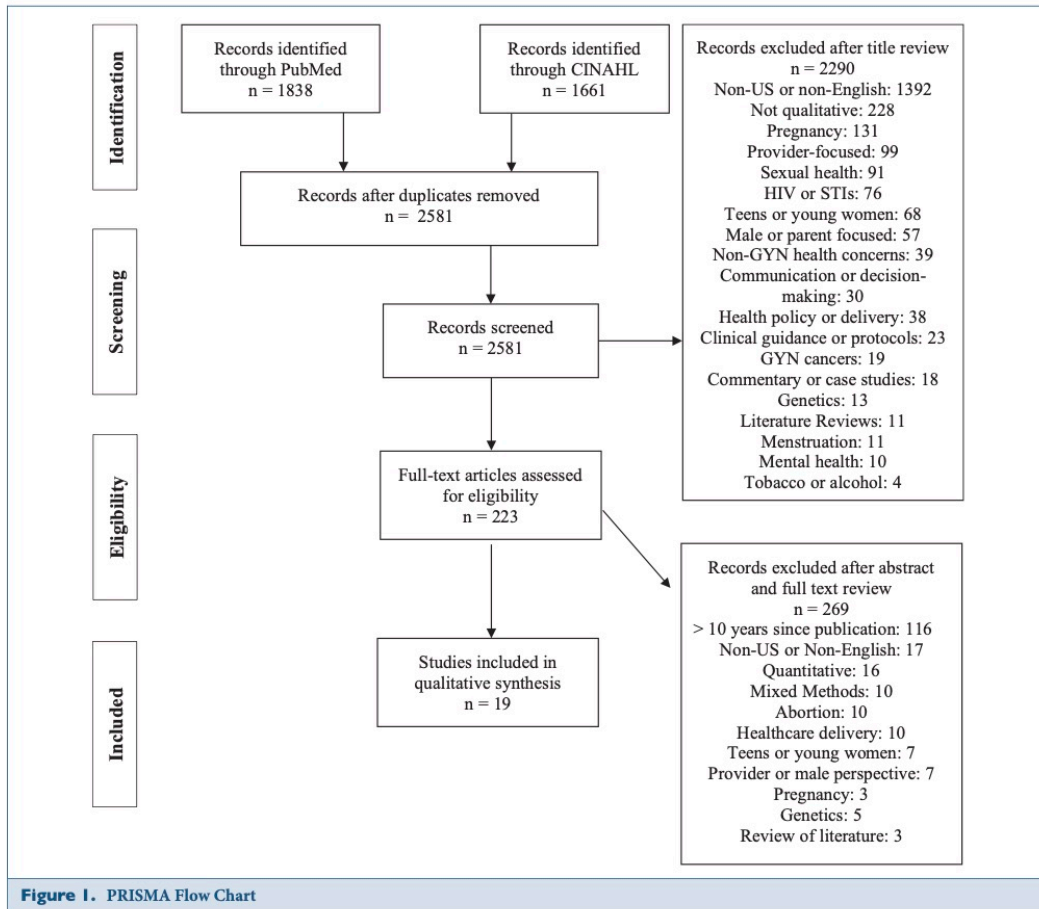 Identification
Records identified
through PubMed
n = 1838
Records identified
through CINAHL
n = 1661
Records after duplicates removed
n = 2581
Screening
Records screened
n = 2581
Records excluded after title review
n = 2290
Non-US or non-English: 1392
Not qualitative: 228
Pregnancy: 131
Provider-focused: 99
Sexual health: 91
HIV or STIs: 76
Teens or young women: 68
Male or parent focused: 57
Non-GYN health concerns: 39
Communication or decision-
making: 30
Health policy or delivery: 38
Clinical guidance or protocols: 23
GYN cancers: 19
Commentary or case studies: 18
Genetics: 13
Literature Reviews: 11
Menstruation: 11
Mental health: 10
Tobacco or alcohol: 4
Eligibility
Full-text articles assessed
for eligibility
n = 223
Records excluded after abstract
and full text review
n = 269
> 10 years since publication: 116
Non-US or Non-English: 17
Quantitative: 16
Mixed Methods: 10
Abortion: 10
Healthcare delivery: 10
Teens or young women: 7
Provider or male perspective: 7
Pregnancy: 3
Genetics: 5
Review of literature: 3
Included
Studies included in
qualitative synthesis
n = 19
Figure 1. PRISMA Flow Chart